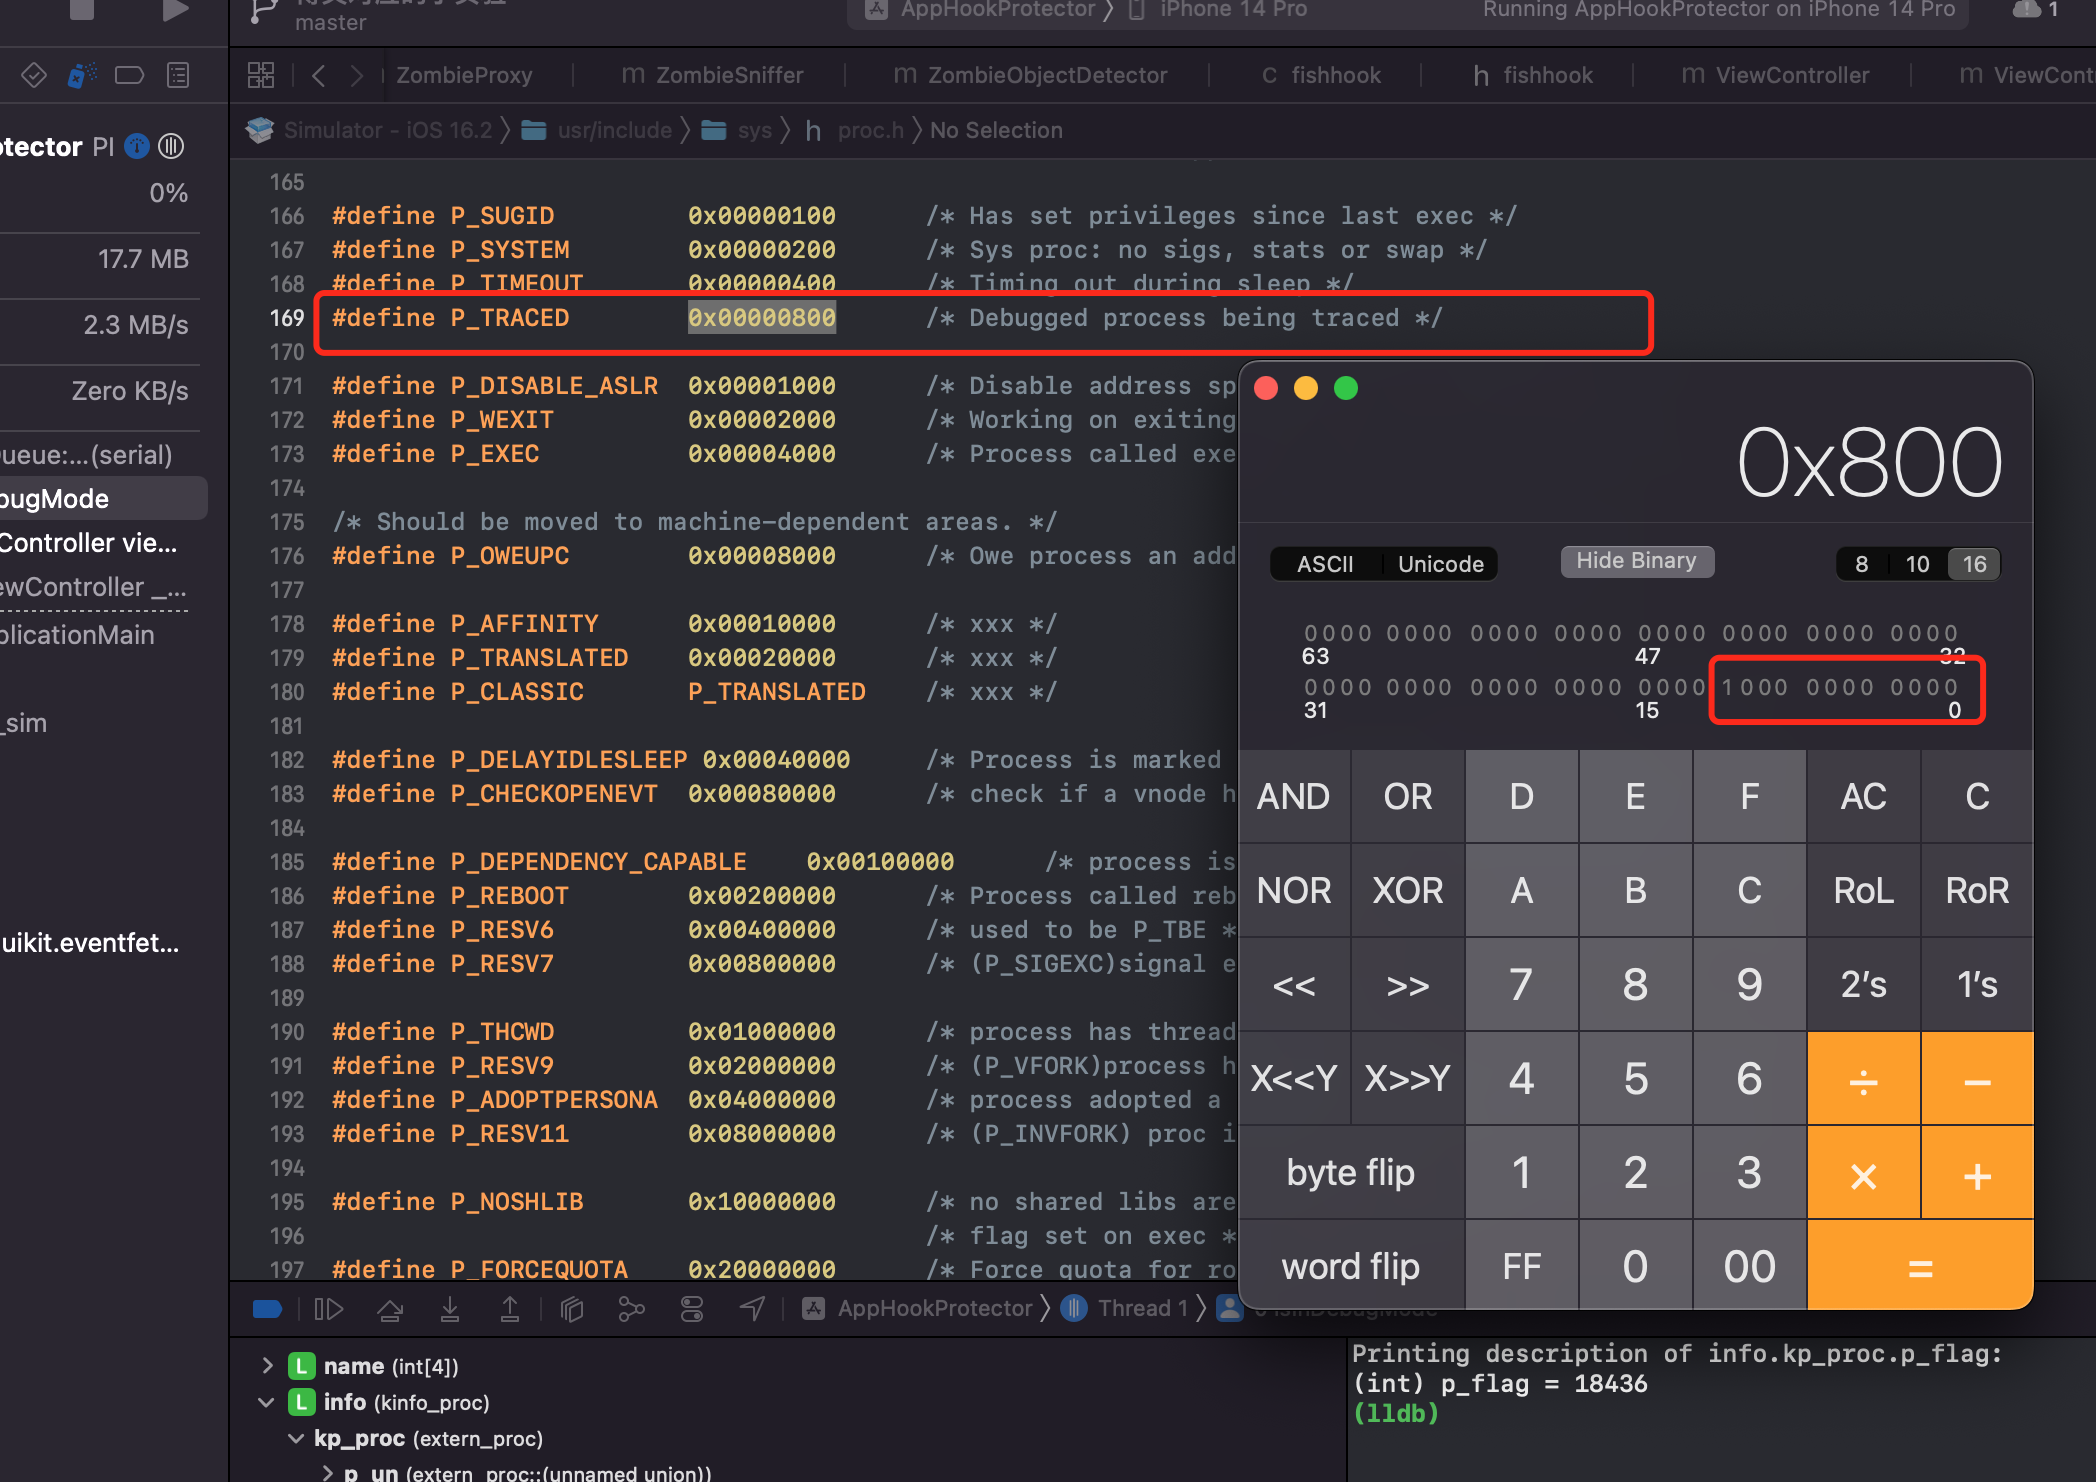 master
AppHookProtector 〉 iPhone 14 Pro
Running AppHookProtector on iPhone 14 Pro
1
ZombieProxy
m ZombieSniffer
m ZombieObjectDetector
c fishhook
h fishhook
m ViewController
m ViewCont
Simulator - iOS 16.2 〉 usr/include 〉 sys 〉 h proc.h 〉 No Selection
otector PI
0%
17.7 MB
2.3 MB/s
Zero KB/s
ueue:...(serial)
bugMode
Controller vie...
ewController _...
plicationMain
_sim
uikit.eventfet...
165
166 #define P_SUGID 0x00000100 /* Has set privileges since last exec */
167 #define P_SYSTEM 0x00000200 /* Sys proc: no sigs, stats or swap */
168 #define P_TIMEOUT 0x00000400 /* Timing out during sleep */
169 #define P_TRACED 0x00000800 /* Debugged process being traced */
170
171 #define P_DISABLE_ASLR 0x00001000 /* Disable address sp
172 #define P_WEXIT 0x00002000 /* Working on exiting
173 #define P_EXEC 0x00004000 /* Process called exe
174
175 /* Should be moved to machine-dependent areas. */
176 #define P_OWEUPC 0x00008000 /* Owe process an add
177
178 #define P_AFFINITY 0x00010000 /* xxx */
179 #define P_TRANSLATED 0x00020000 /* xxx */
180 #define P_CLASSIC P_TRANSLATED /* xxx */
181
182 #define P_DELAYIDLESLEEP 0x00040000 /* Process is marked
183 #define P_CHECKOPENEVT 0x00080000 /* check if a vnode h
184
185 #define P_DEPENDENCY_CAPABLE 0x00100000 /* process is
186 #define P_REBOOT 0x00200000 /* Process called reb
187 #define P_RESV6 0x00400000 /* used to be P_TBE *
188 #define P_RESV7 0x00800000 /* (P_SIGEXC)signal e
189
190 #define P_THCWD 0x01000000 /* process has thread
191 #define P_RESV9 0x02000000 /* (P_VFORK)process h
192 #define P_ADOPTPERSONA 0x04000000 /* process adopted a
193 #define P_RESV11 0x08000000 /* (P_INVFORK) proc i
194
195 #define P_NOSHLIB 0x10000000 /* no shared libs are
196 /* flag set on exec *
197 #define P_FORCEQUOTA 0x20000000 /* Force quota for ro
0x800
ASCII Unicode
Hide Binary
8 10 16
0000 0000 0000 0000 0000 0000 0000 0000
63 47 32
0000 0000 0000 0000 0000 1000 0000 0000
31 15 0
AND OR D E F AC C
NOR XOR A B C RoL RoR
<< >> 7 8 9 2's 1's
X<<Y X>>Y 4 5 6 ÷ −
byte flip 1 2 3 × +
word flip FF 0 00 =
AppHookProtector 〉 Thread 1 〉 0 isInDebugMode
L name (int[4])
L info (kinfo_proc)
kp_proc (extern_proc)
p_un (extern_proc::(unnamed union))
Printing description of info.kp_proc.p_flag:
(int) p_flag = 18436
(lldb)